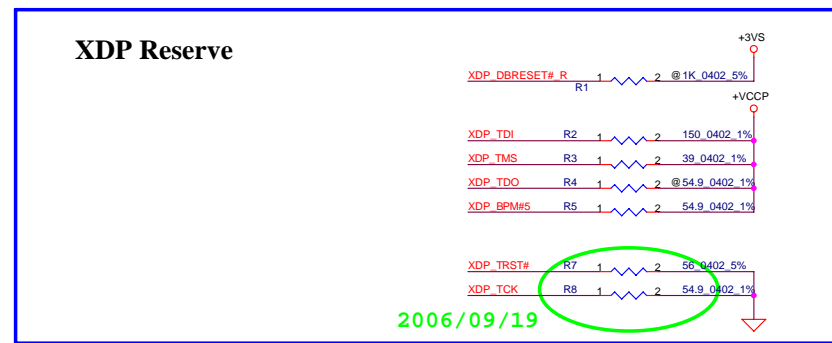 XDP Reserve
+3VS
XDP_DBRESET#_R R1 1 2 @1K_0402_5%
+VCCP
XDP_TDI R2 1 2 150_0402_1%
XDP_TMS R3 1 2 39_0402_1%
XDP_TDO R4 1 2 @54.9_0402_1%
XDP_BPM#5 R5 1 2 54.9_0402_1%
XDP_TRST# R7 1 2 56_0402_5%
XDP_TCK R8 1 2 54.9_0402_1%
2006/09/19